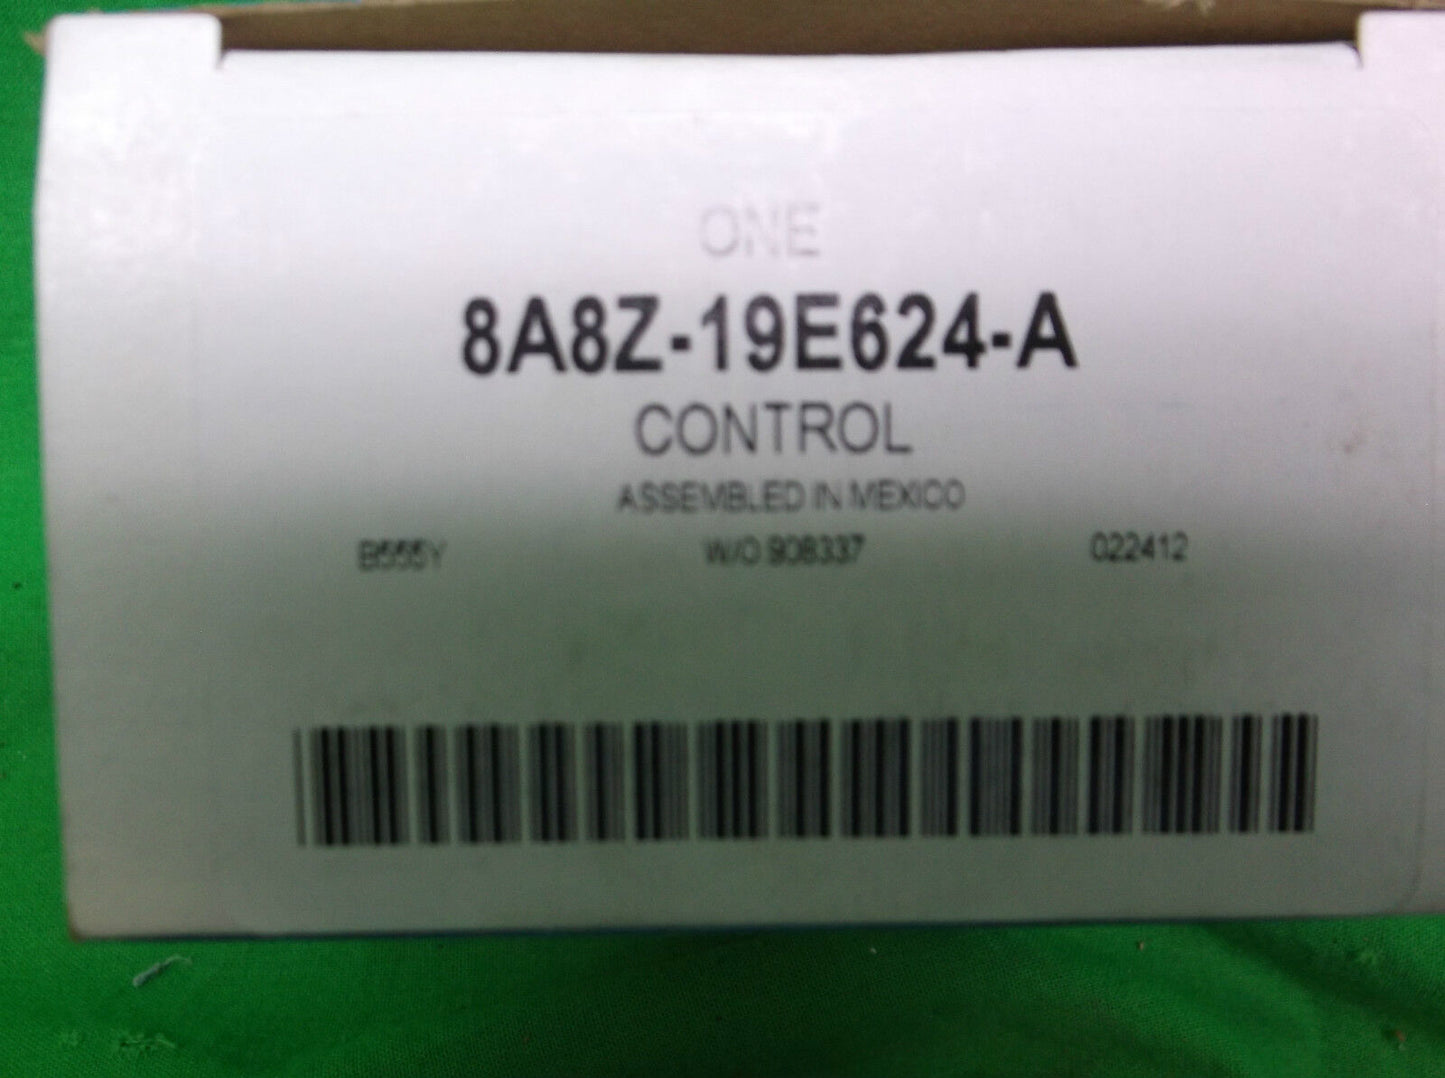 ONE
8A8Z-19E624-A
CONTROL
ASSEMBLED IN MEXICO
B555Y W/O 908337 022412